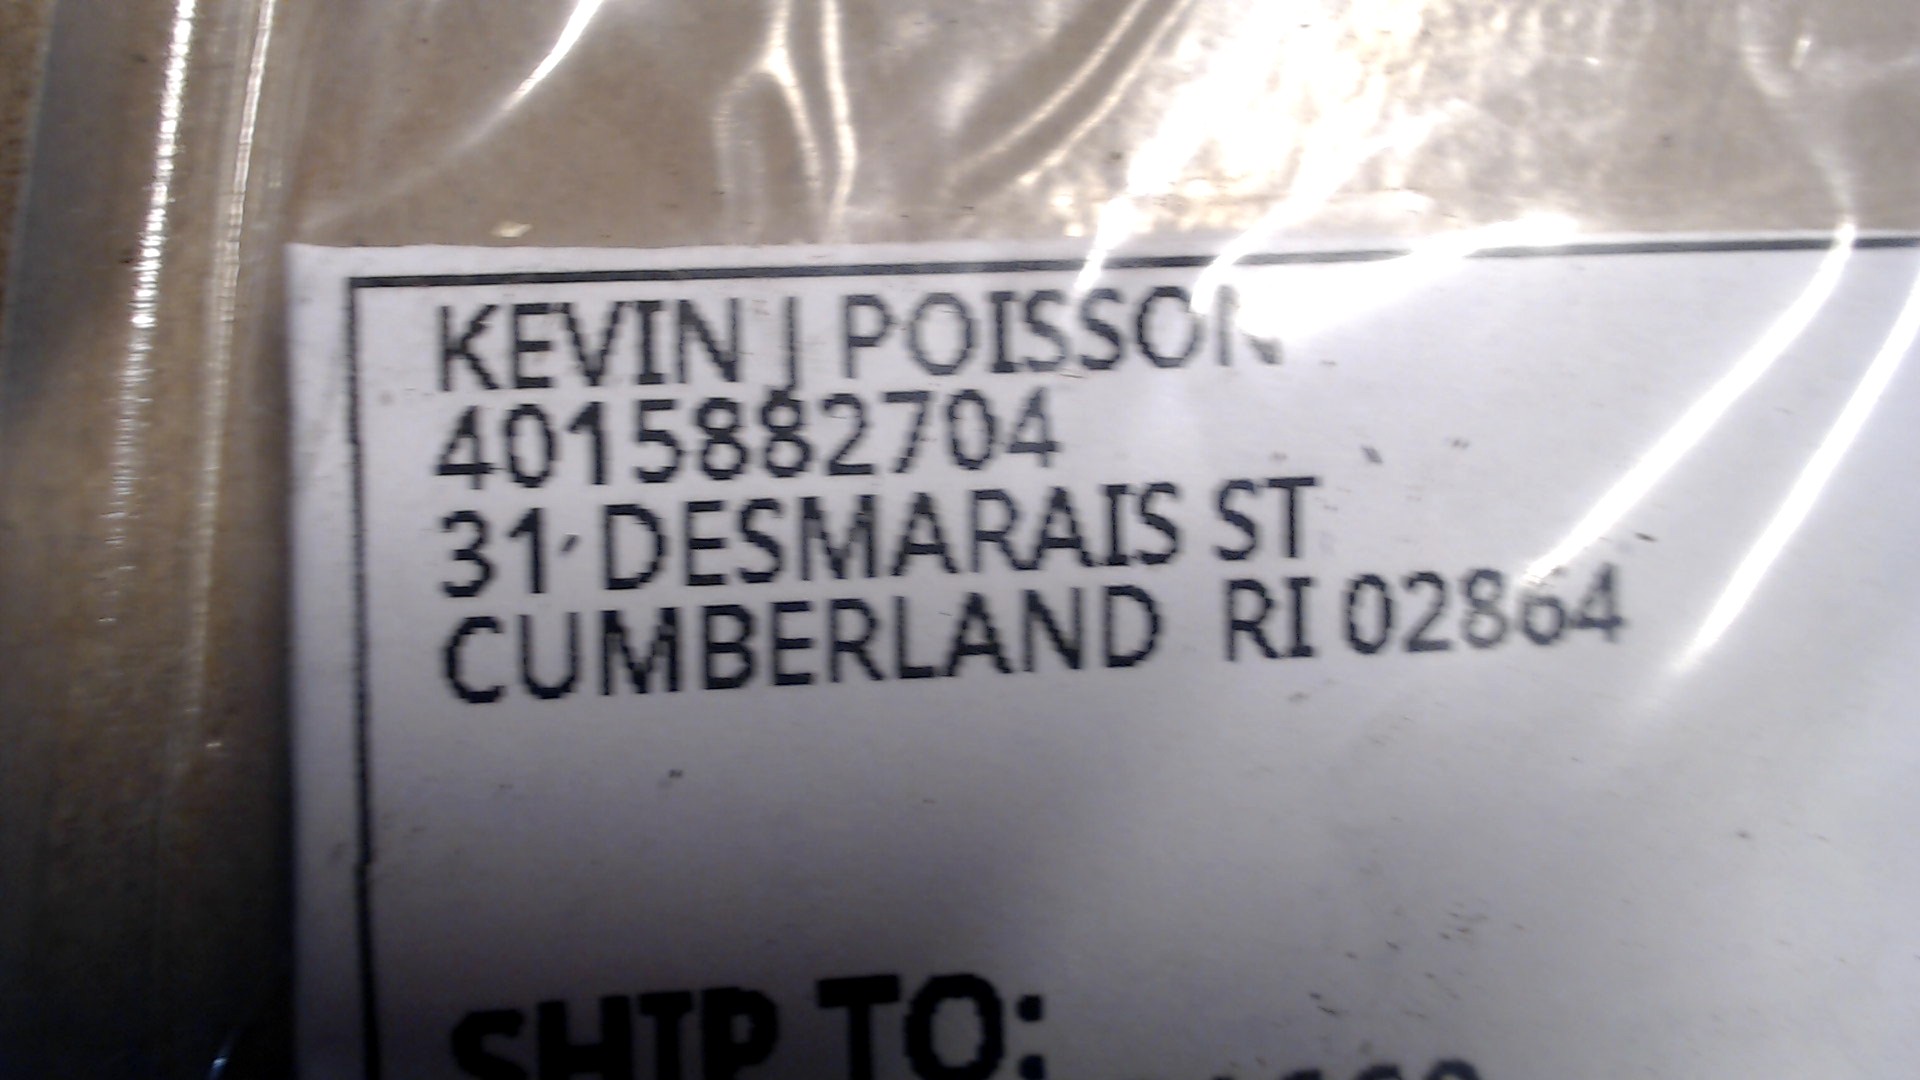 KEVIN J POISSON
4015882704
31 DESMARAIS ST
CUMBERLAND RI 02864
SHIP TO: